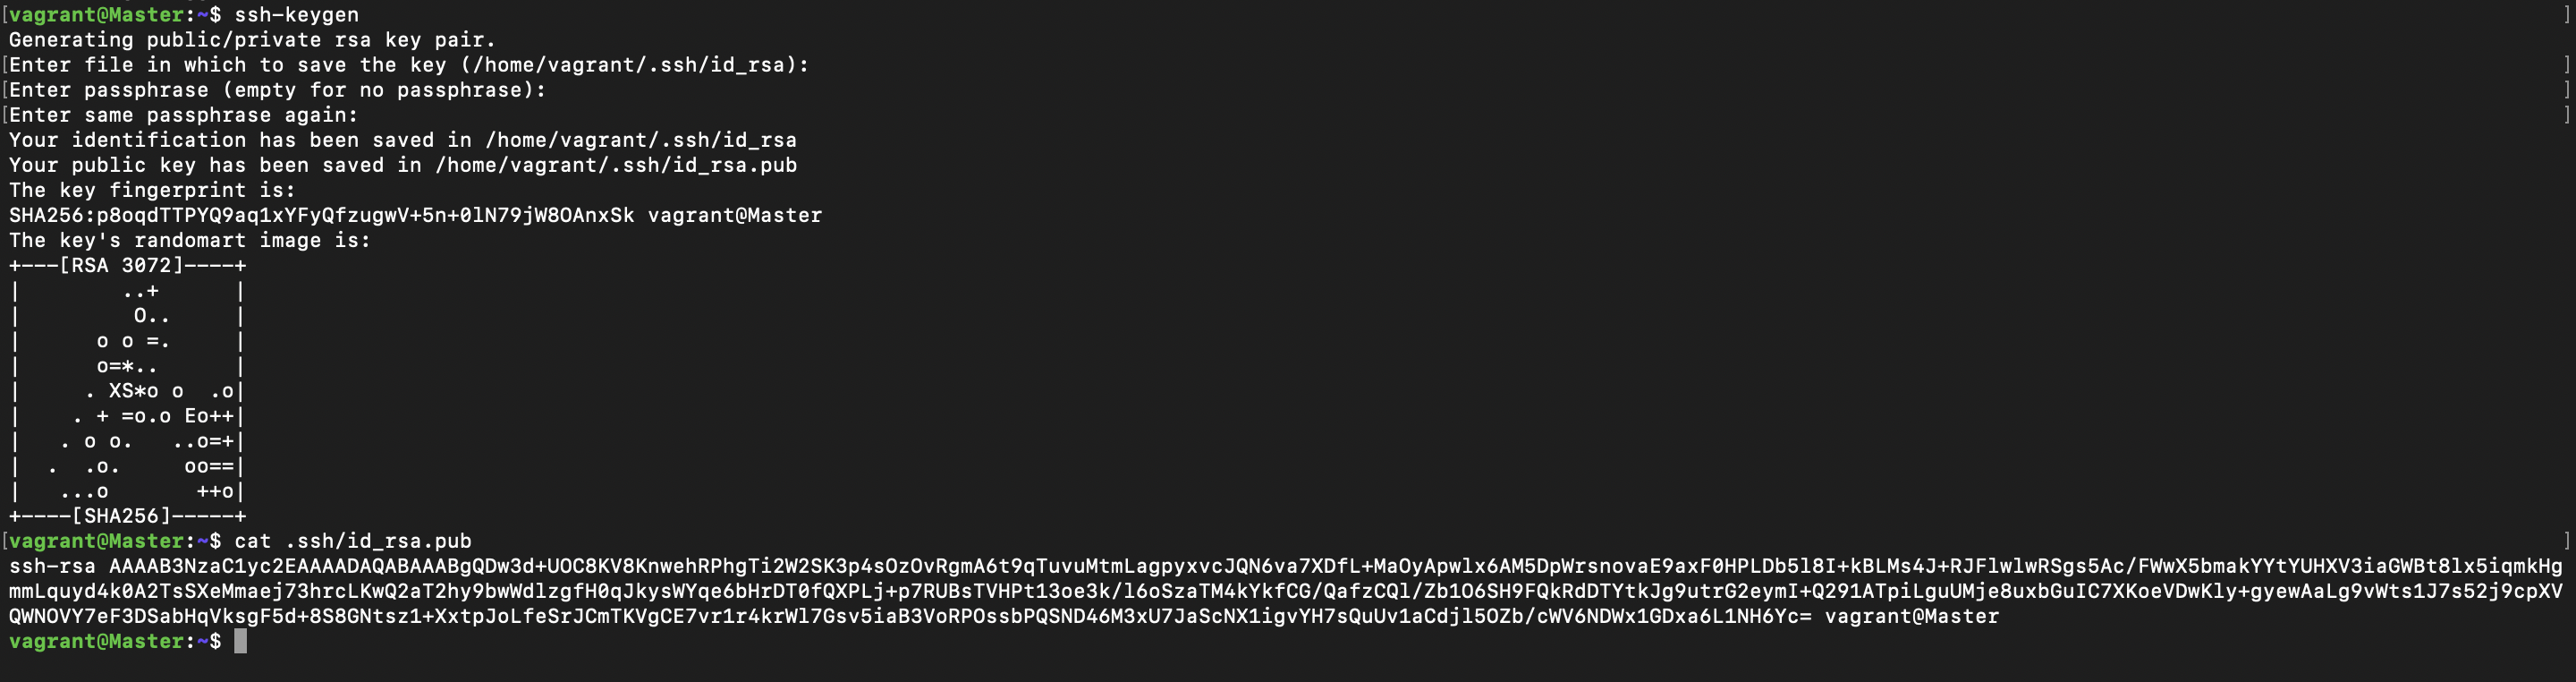 [vagrant@Master:~$ ssh-keygen ]
Generating public/private rsa key pair.
[Enter file in which to save the key (/home/vagrant/.ssh/id_rsa): ]
[Enter passphrase (empty for no passphrase): ]
[Enter same passphrase again: ]
Your identification has been saved in /home/vagrant/.ssh/id_rsa
Your public key has been saved in /home/vagrant/.ssh/id_rsa.pub
The key fingerprint is:
SHA256:p8oqdTTPYQ9aq1xYFyQfzugwV+5n+0lN79jW8OAnxSk vagrant@Master
The key's randomart image is:
+---[RSA 3072]----+
|        ..+      |
|         O..     |
|      o o =.     |
|      o=*..      |
|     . XS*o o  .o|
|    . + =o.o Eo++|
|   . o o.   ..o=+|
|  .  .o.     oo==|
|   ...o       ++o|
+----[SHA256]-----+
[vagrant@Master:~$ cat .ssh/id_rsa.pub ]
ssh-rsa AAAAB3NzaC1yc2EAAAADAQABAAABgQDw3d+UOC8KV8KnwehRPhgTi2W2SK3p4sOzOvRgmA6t9qTuvuMtmLagpyxvcJQN6va7XDfL+MaOyApwlx6AM5DpWrsnovaE9axF0HPLDb5l8I+kBLMs4J+RJFlwlwRSgs5Ac/FWwX5bmakYYtYUHXV3iaGWBt8lx5iqmkHg
mmLquyd4k0A2TsSXeMmaej73hrcLKwQ2aT2hy9bwWdlzgfH0qJkysWYqe6bHrDT0fQXPLj+p7RUBsTVHPt13oe3k/l6oSzaTM4kYkfCG/QafzCQl/Zb1O6SH9FQkRdDTYtkJg9utrG2eymI+Q291ATpiLguUMje8uxbGuIC7XKoeVDwKly+gyewAaLg9vWts1J7s52j9cpXV
QWNOVY7eF3DSabHqVksgF5d+8S8GNtsz1+XxtpJoLfeSrJCmTKVgCE7vr1r4krWl7Gsv5iaB3VoRPOssbPQSND46M3xU7JaScNX1igvYH7sQuUv1aCdjl5OZb/cWV6NDWx1GDxa6L1NH6Yc= vagrant@Master
vagrant@Master:~$